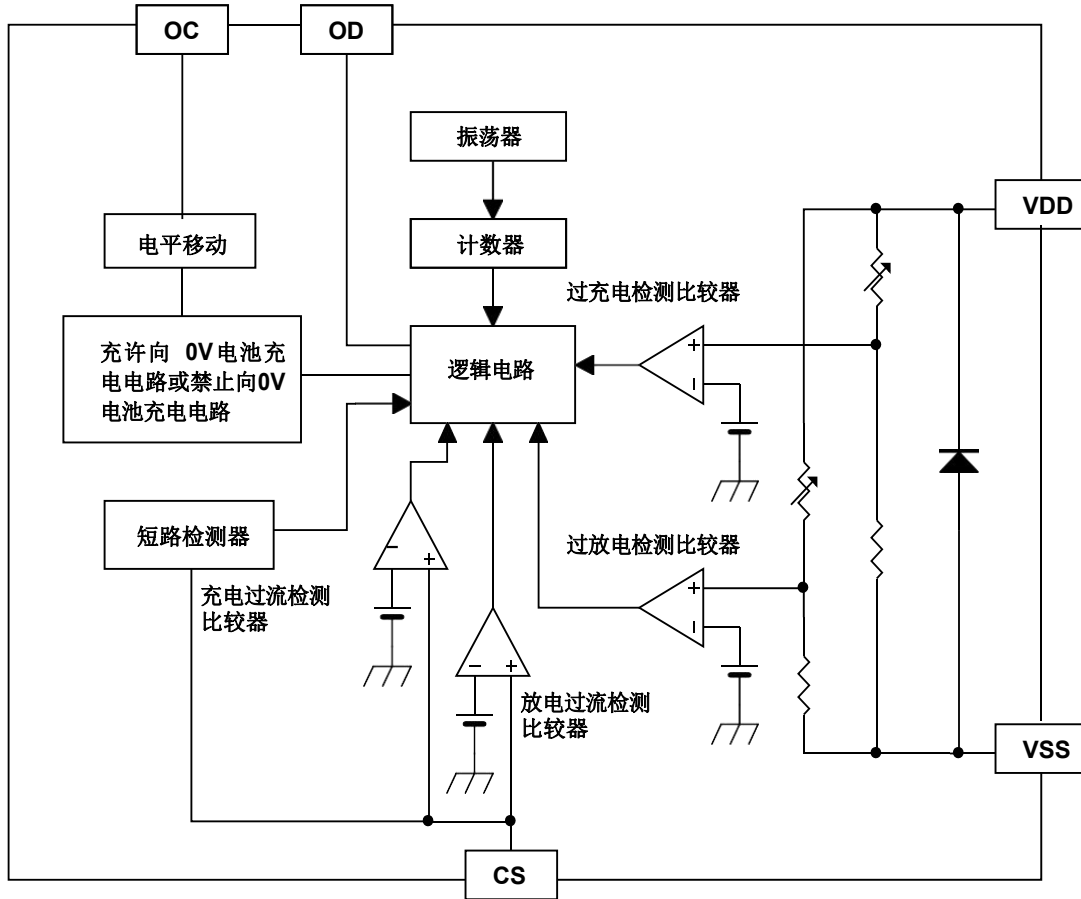 OC
OD
振荡器
VDD
电平移动
计数器
过充电检测比较器
充许向 0V电池充
电电路或禁止向0V
电池充电电路
逻辑电路
+
−
短路检测器
过放电检测比较器
−
+
+
−
充电过流检测
比较器
−
+
放电过流检测
比较器
VSS
CS